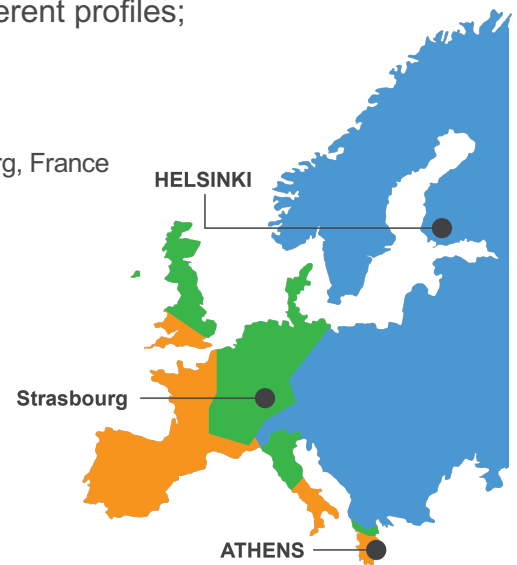 erent profiles;
rg, France
HELSINKI
Strasbourg
ATHENS